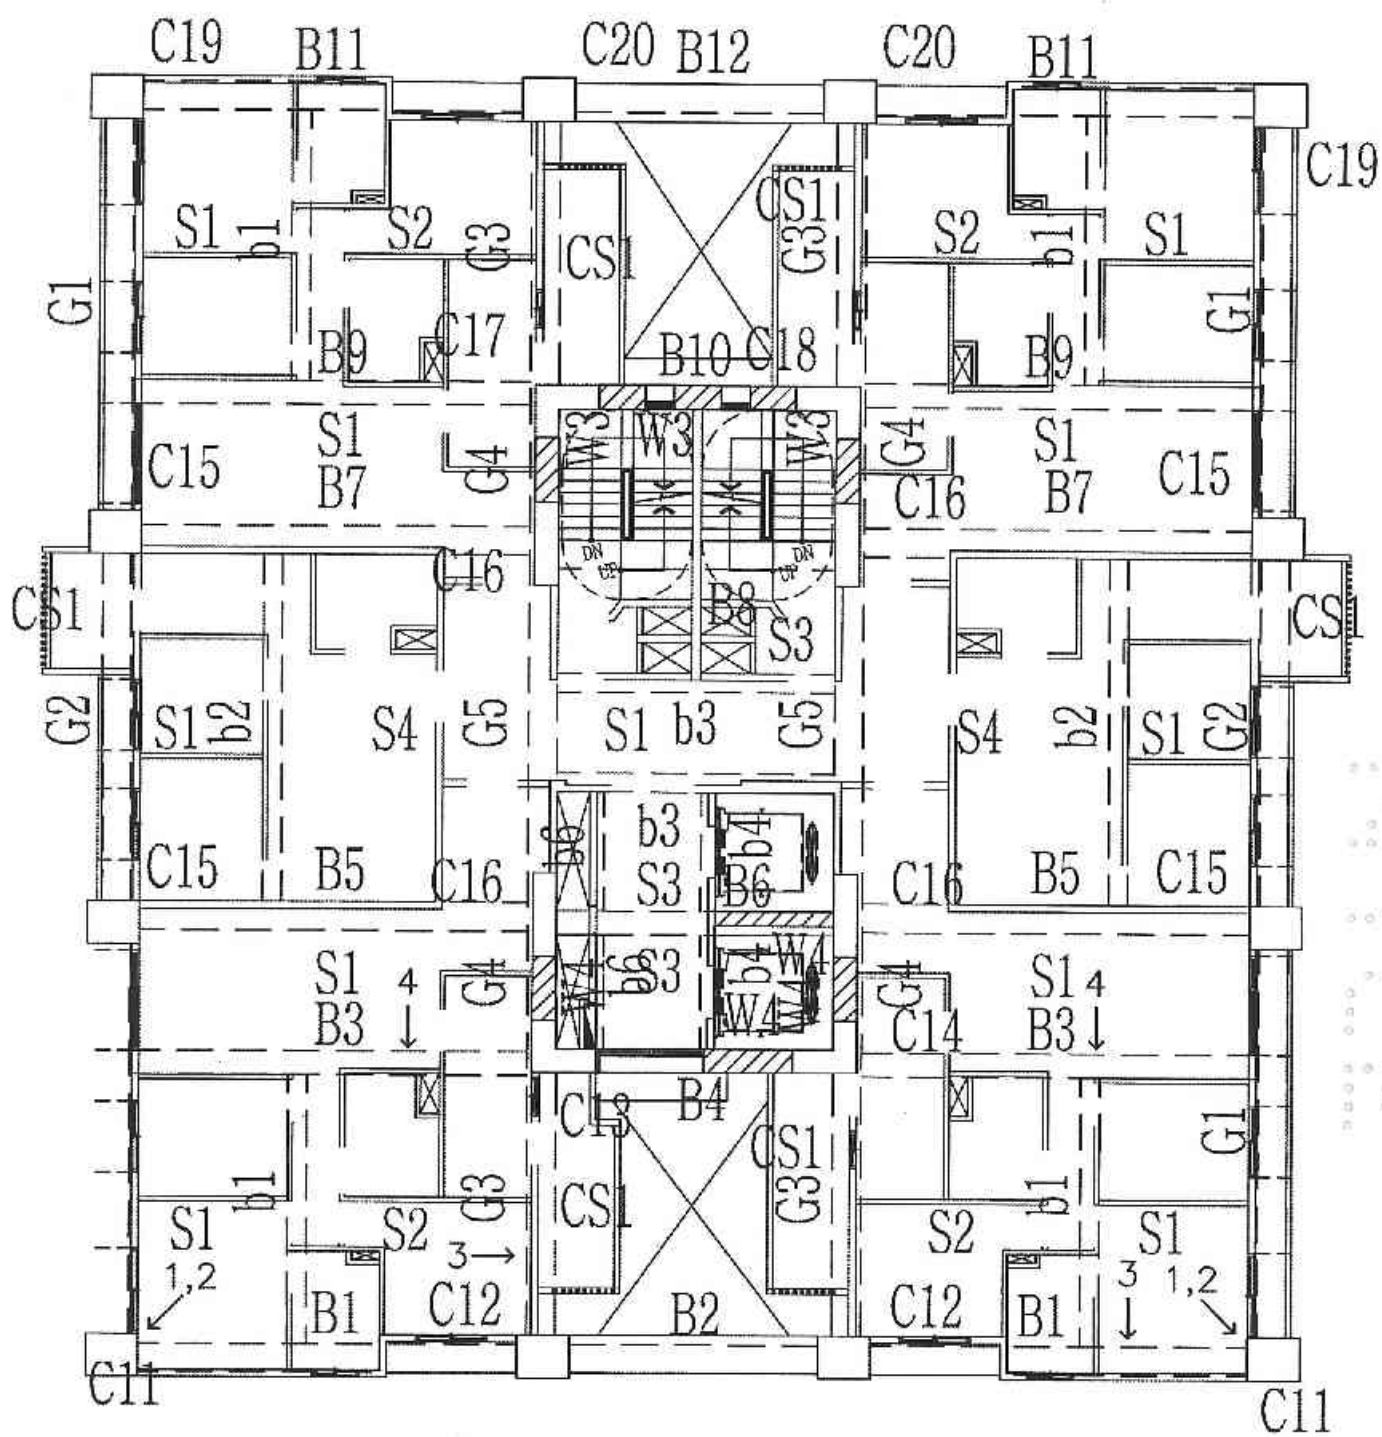 C19 B11 C20 B12 C20 B11
C19
CS1
S1 b1 S2 G3 CS1 G3 S2 b1 S1
G1 G1
B9 C17 B10 C18 B9
S1 W3 W3 W3 S1
C15 B7 G4 G4 C16 B7 C15
C16 DN UP DN UP
CS1 B8 S3 CS1
G2 S1 b2 S4 G5 S1 b3 G5 S4 b2 S1 G2
b6 b3 b4
C15 B5 C16 S3 B6 C16 B5 C15
S1 4 G4 b6 S3 b4 W4 G4 S1 4
B3 W4 W4 C14 B3
C13 B4 G1
CS1
b1 G3 CS1 G3 b1
S1 S2 S2 S1
1,2 3 3 1,2
B1 C12 B2 C12 B1
C11 C11